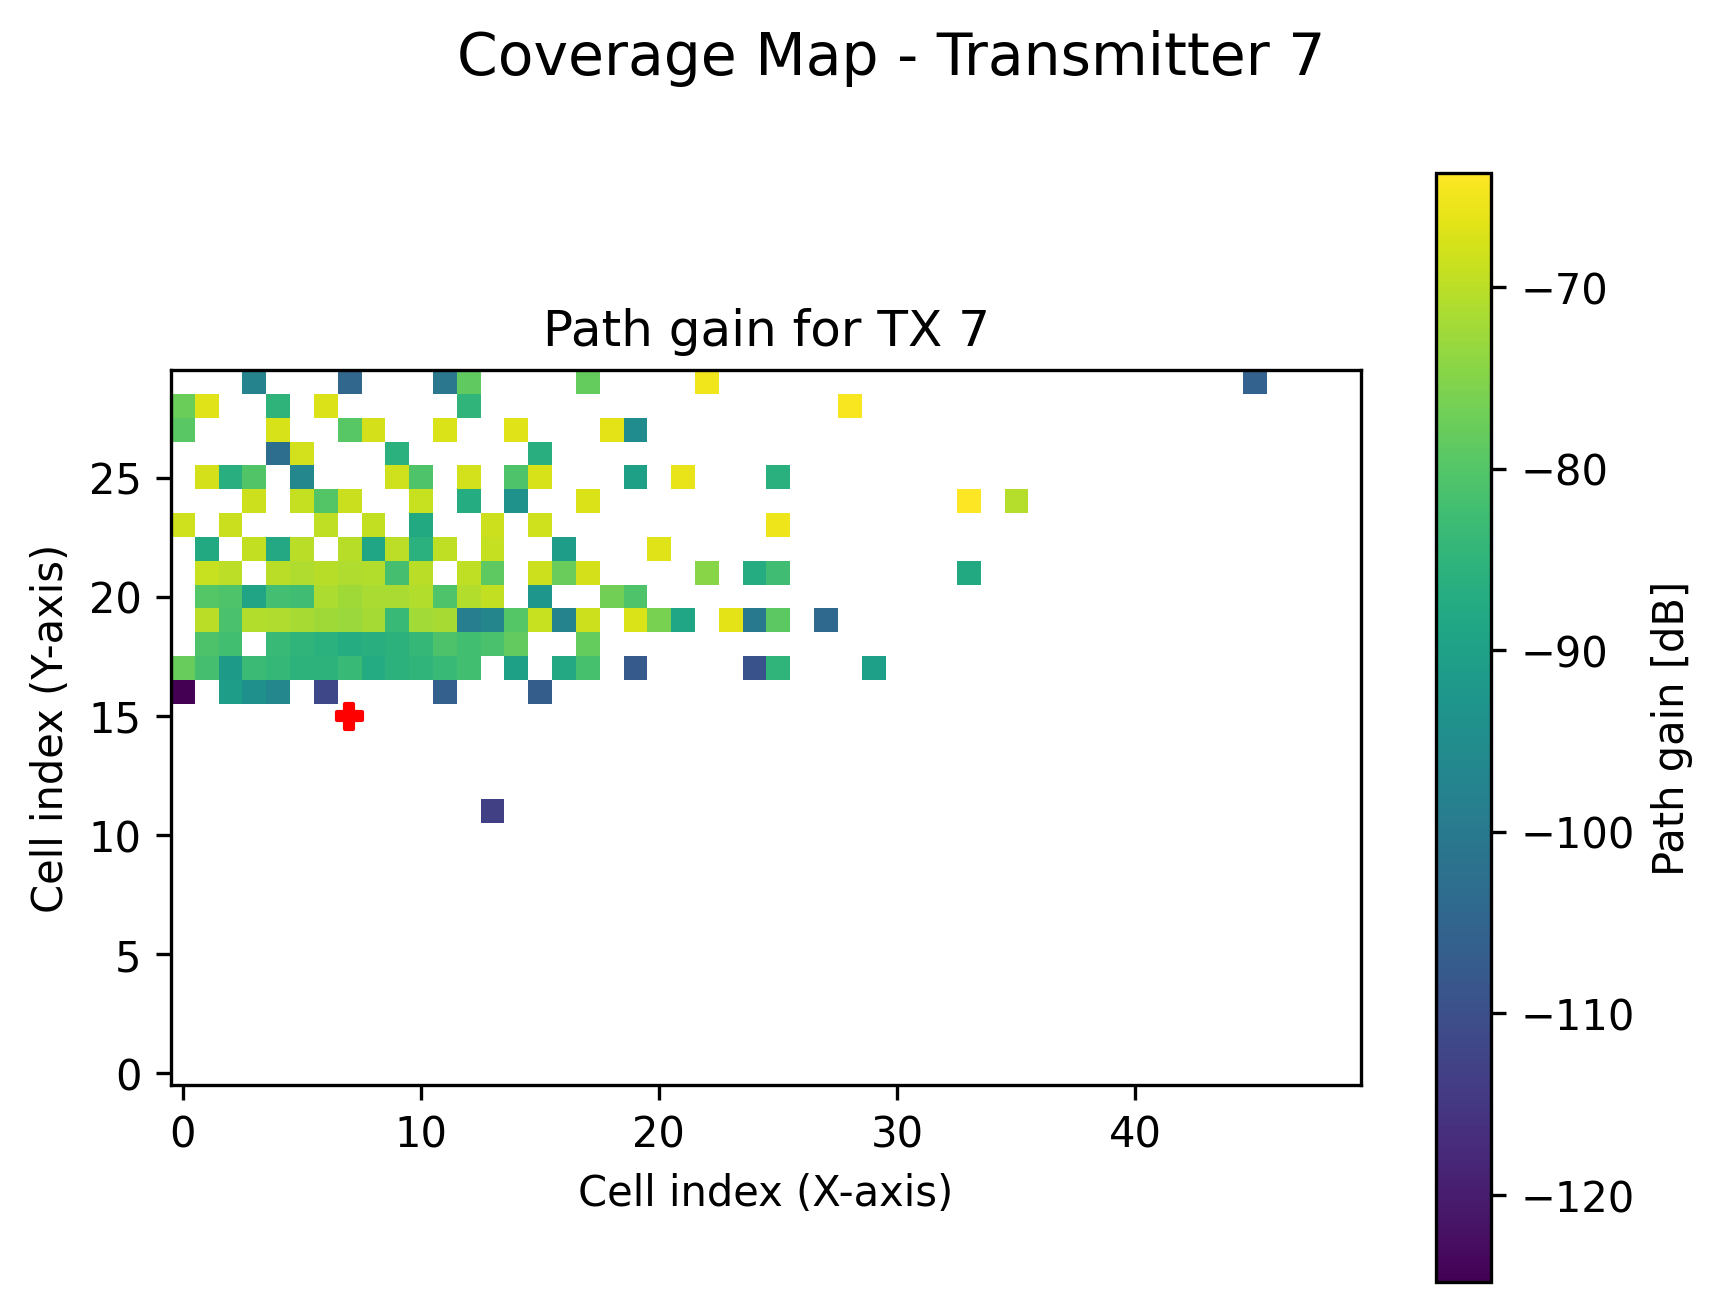 Coverage Map - Transmitter 7
Path gain for TX 7
25
20
15
10
5
0
Cell index (Y-axis)
0 10 20 30 40
Cell index (X-axis)
−70
−80
−90
−100
−110
−120
Path gain [dB]